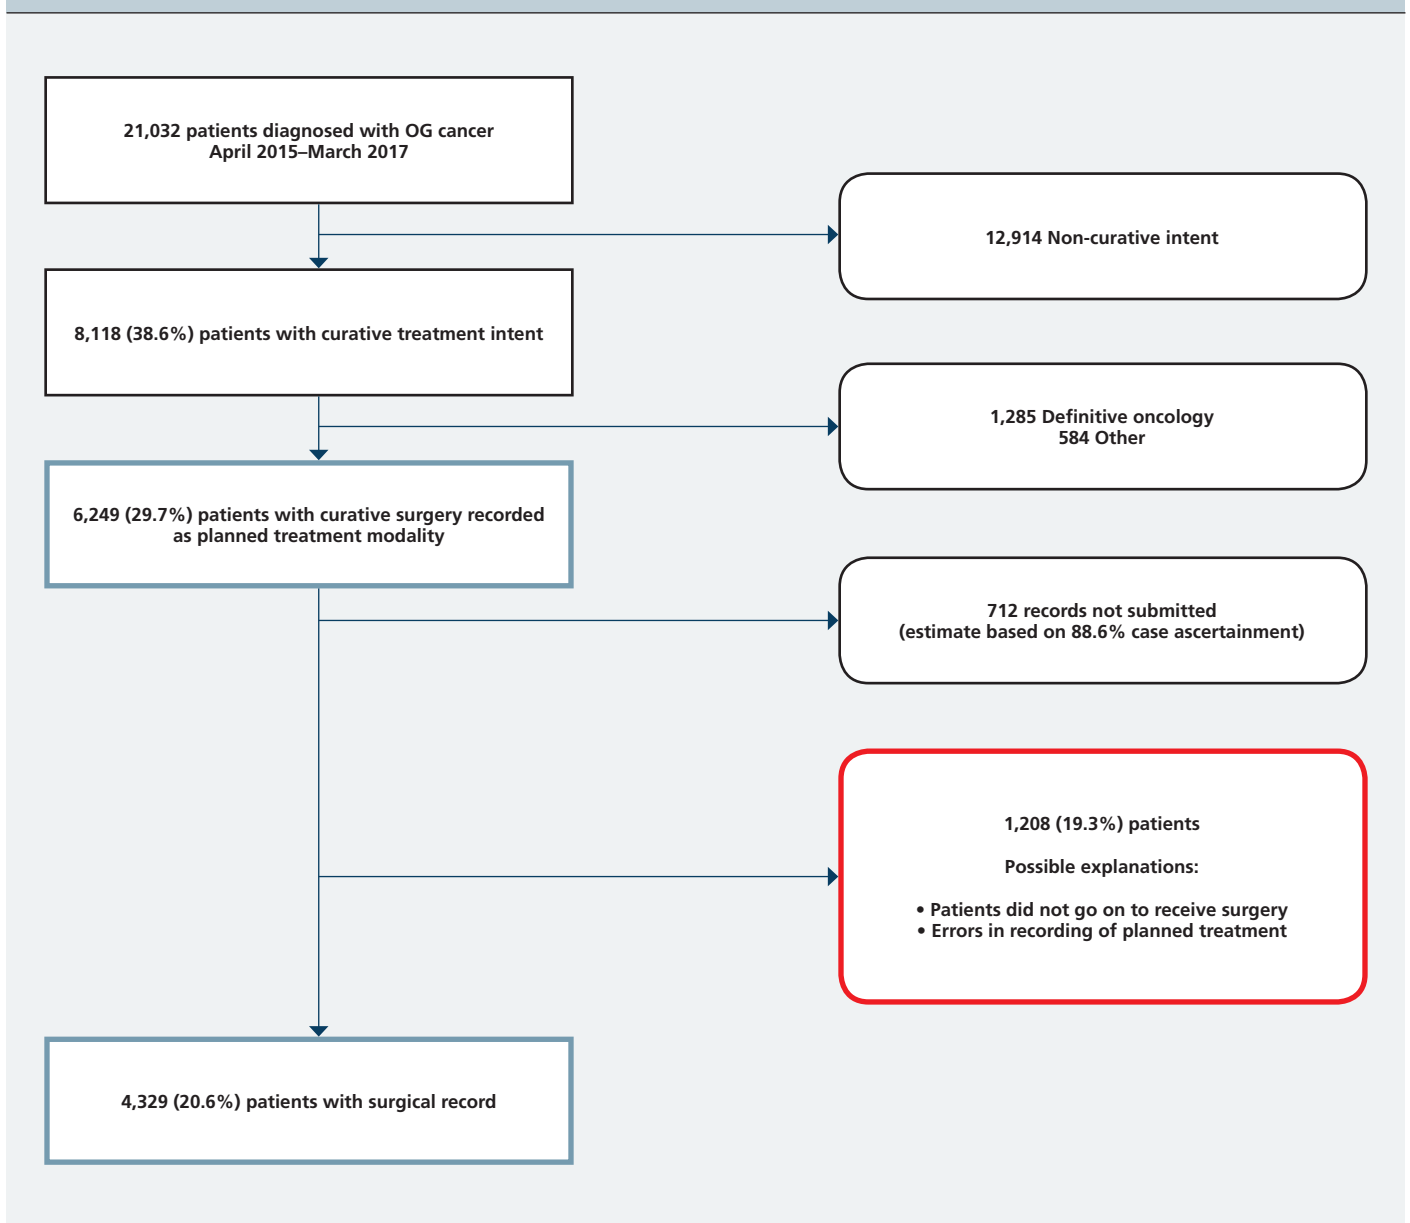 21,032 patients diagnosed with OG cancer
April 2015–March 2017
12,914 Non-curative intent
8,118 (38.6%) patients with curative treatment intent
1,285 Definitive oncology
584 Other
6,249 (29.7%) patients with curative surgery recorded
as planned treatment modality
712 records not submitted
(estimate based on 88.6% case ascertainment)
1,208 (19.3%) patients
Possible explanations:
• Patients did not go on to receive surgery
• Errors in recording of planned treatment
4,329 (20.6%) patients with surgical record